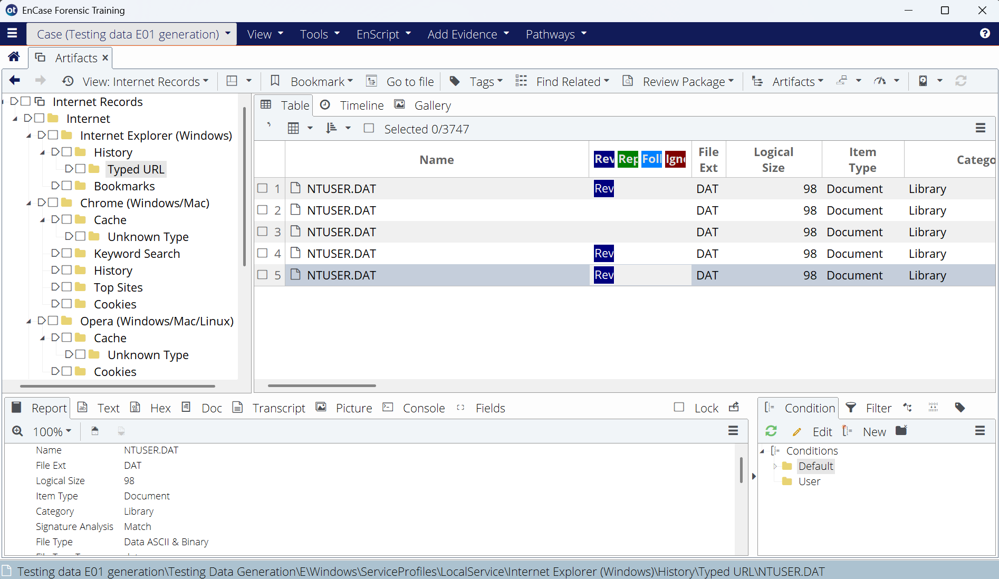 EnCase Forensic Training
Case (Testing data E01 generation) View Tools EnScript Add Evidence Pathways
Artifacts
View: Internet Records Bookmark Go to file Tags Find Related Review Package Artifacts
Internet Records
Internet
Internet Explorer (Windows)
History
Typed URL
Bookmarks
Chrome (Windows/Mac)
Cache
Unknown Type
Keyword Search
History
Top Sites
Cookies
Opera (Windows/Mac/Linux)
Cache
Unknown Type
Cookies
Table Timeline Gallery
Selected 0/3747
Name Rev Rep Foll Igno File Ext Logical Size Item Type Catego
1 NTUSER.DAT Rev DAT 98 Document Library
2 NTUSER.DAT DAT 98 Document Library
3 NTUSER.DAT DAT 98 Document Library
4 NTUSER.DAT Rev DAT 98 Document Library
5 NTUSER.DAT Rev DAT 98 Document Library
Report Text Hex Doc Transcript Picture Console Fields Lock
100%
Name NTUSER.DAT
File Ext DAT
Logical Size 98
Item Type Document
Category Library
Signature Analysis Match
File Type Data ASCII & Binary
Condition Filter
Edit New
Conditions
Default
User
Testing data E01 generation\Testing Data Generation\E\Windows\ServiceProfiles\LocalService\Internet Explorer (Windows)\History\Typed URL\NTUSER.DAT